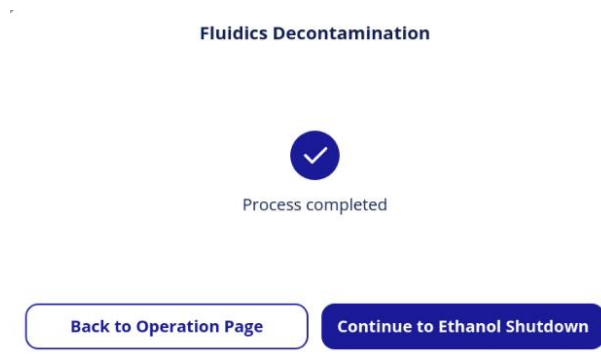 Fluidics Decontamination
Process completed
Back to Operation Page
Continue to Ethanol Shutdown